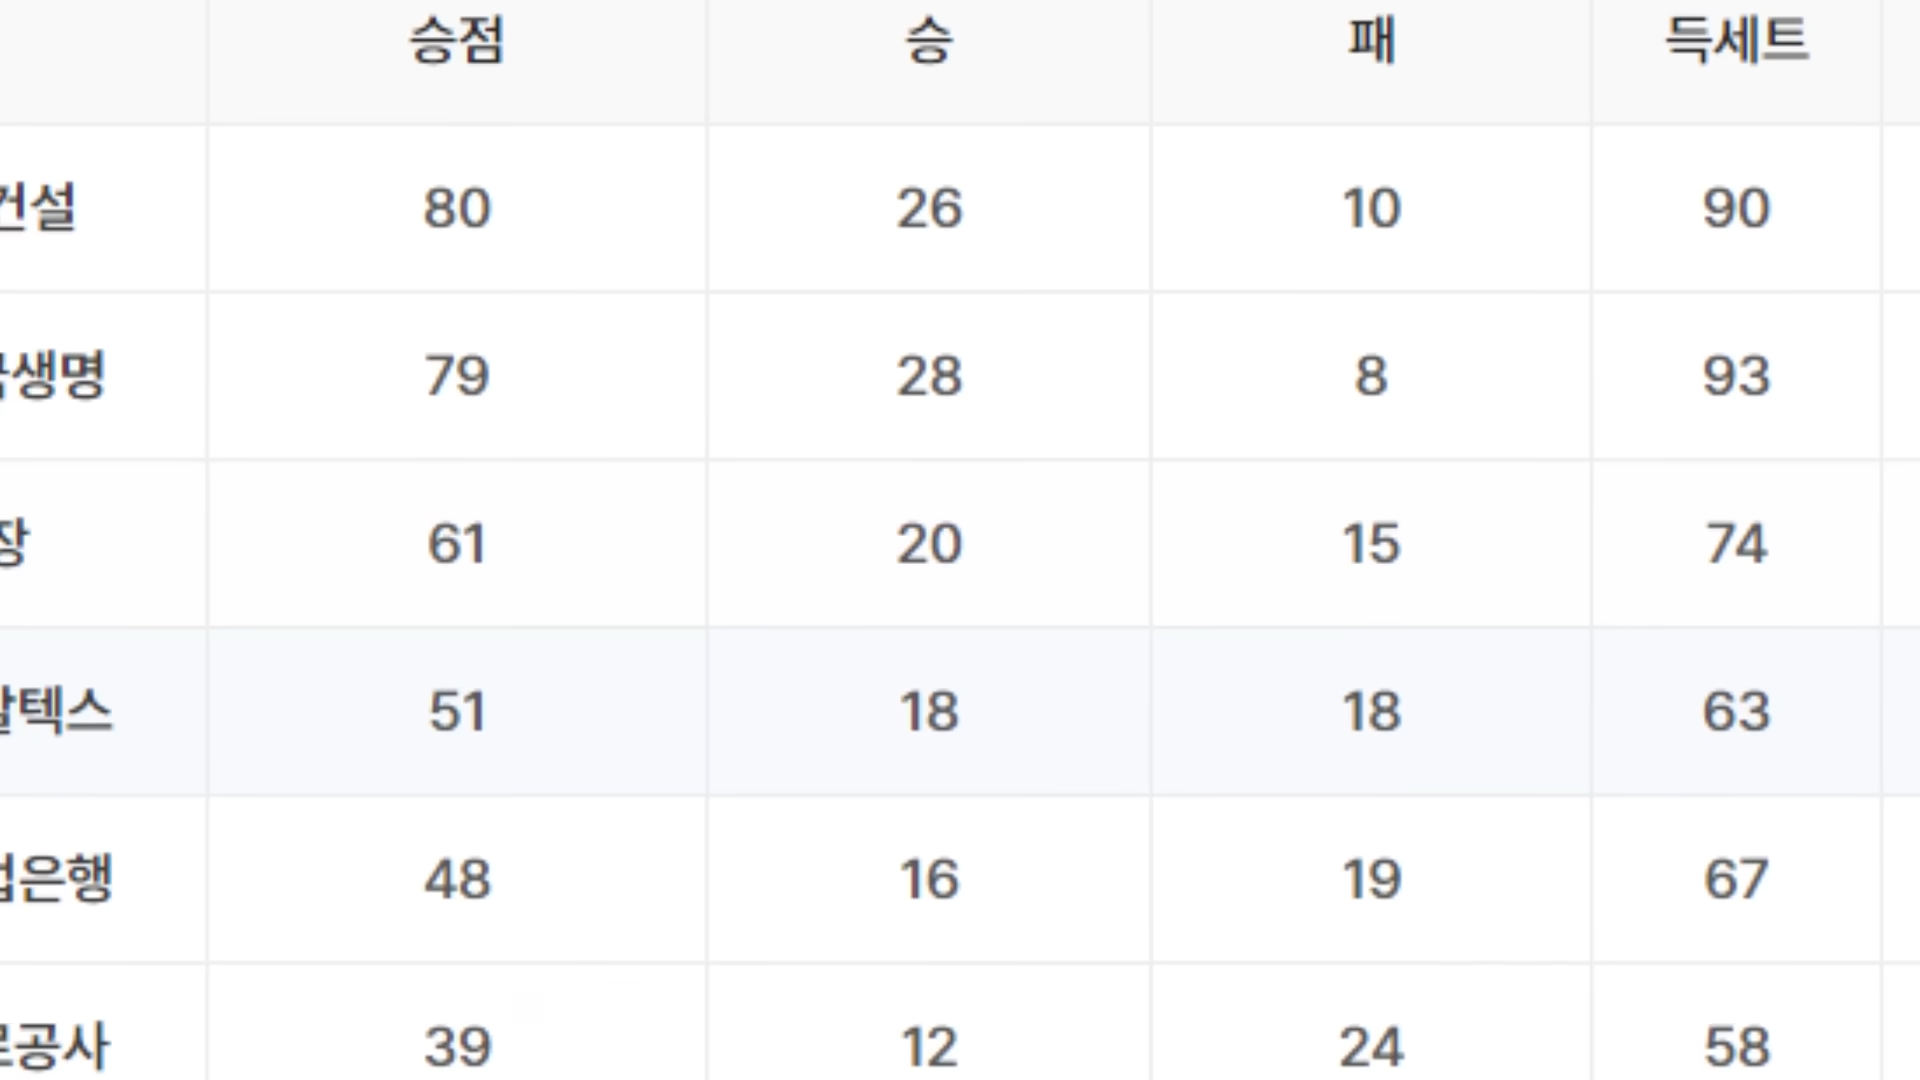 승점 승 패 득세트
건설 80 26 10 90
생명 79 28 8 93
장 61 20 15 74
텍스 51 18 18 63
은행 48 16 19 67
공사 39 12 24 58